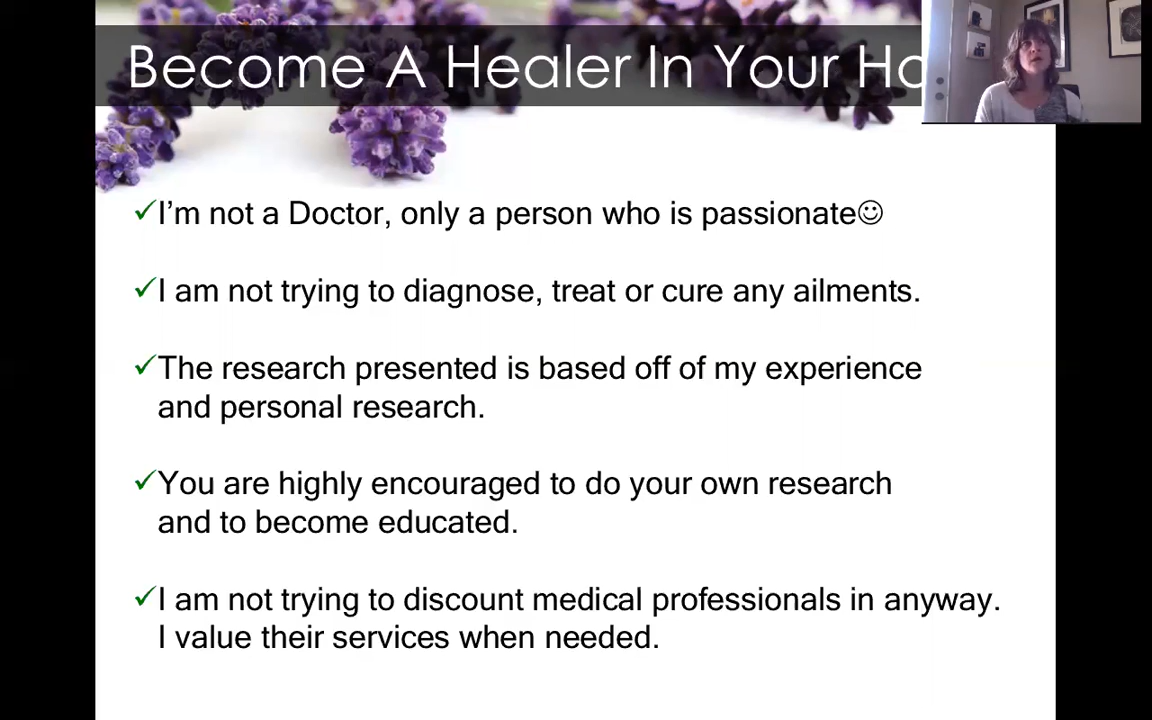 Become A Healer In Your
✓I'm not a Doctor, only a person who is passionate☺
✓I am not trying to diagnose, treat or cure any ailments.
✓The research presented is based off of my experience
and personal research.
✓You are highly encouraged to do your own research
and to become educated.
✓I am not trying to discount medical professionals in anyway.
I value their services when needed.